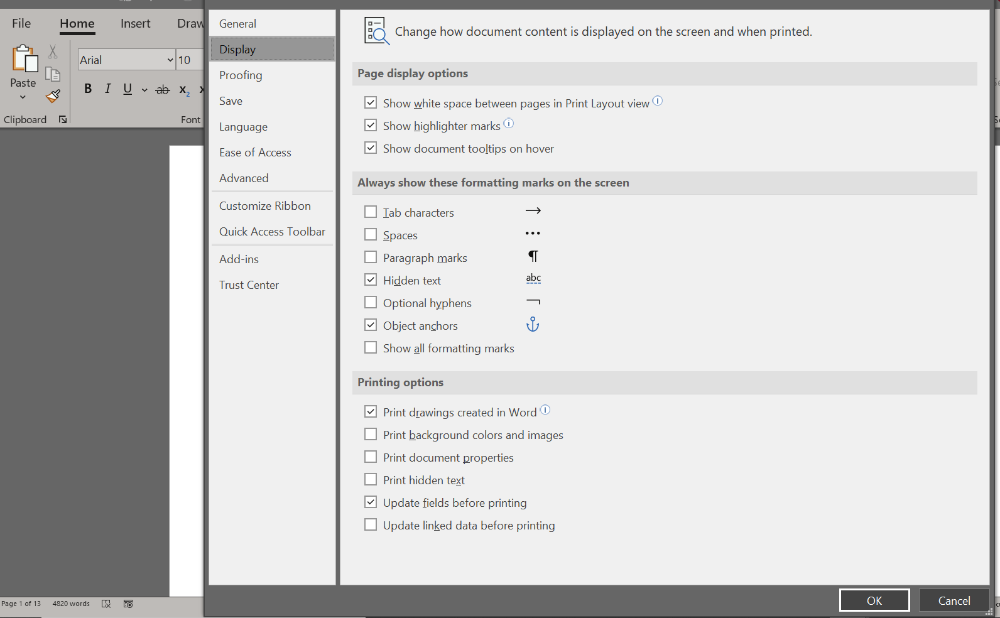 File Home Insert Draw
Arial 10
Paste
B I U ab x2
Clipboard Font
Page 1 of 13 4820 words
General
Display
Proofing
Save
Language
Ease of Access
Advanced
Customize Ribbon
Quick Access Toolbar
Add-ins
Trust Center
Change how document content is displayed on the screen and when printed.
Page display options
Show white space between pages in Print Layout view
Show highlighter marks
Show document tooltips on hover
Always show these formatting marks on the screen
Tab characters →
Spaces •••
Paragraph marks ¶
Hidden text abc
Optional hyphens ¬
Object anchors
Show all formatting marks
Printing options
Print drawings created in Word
Print background colors and images
Print document properties
Print hidden text
Update fields before printing
Update linked data before printing
OK Cancel